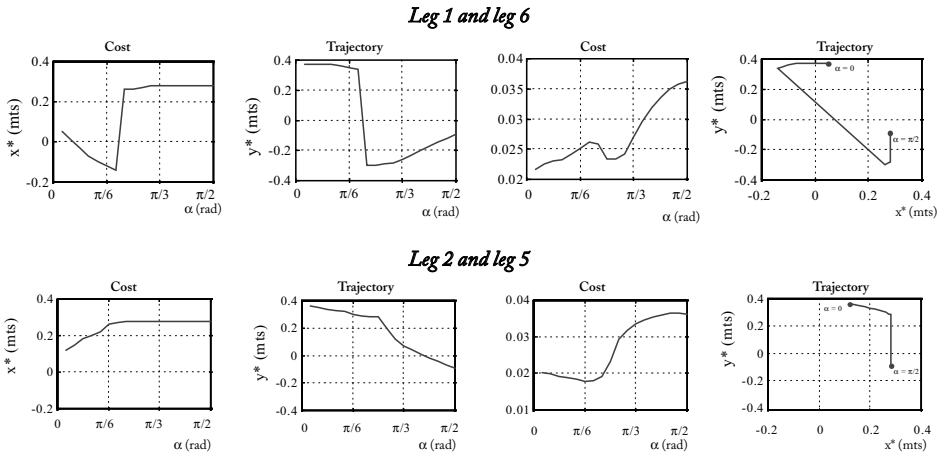 Leg 1 and leg 6
Cost
0.4
0.2
0
-0.2
x* (mts)
0
π/6
π/3
π/2
α (rad)
Trajectory
0.4
0.2
0
-0.2
-0.4
y* (mts)
0
π/6
π/3
π/2
α (rad)
Cost
0.04
0.035
0.03
0.025
0.02
0
π/6
π/3
π/2
α (rad)
Trajectory
0.4
0.2
0
-0.2
-0.4
y* (mts)
α = 0
α = π/2
-0.2
0
0.2
0.4
x* (mts)
Leg 2 and leg 5
Cost
0.4
0.2
0
-0.2
x* (mts)
0
π/6
π/3
π/2
α (rad)
Trajectory
0.4
0.2
0
-0.2
-0.4
y* (mts)
0
π/6
π/3
π/2
α (rad)
Cost
0.04
0.03
0.02
0.01
0
π/6
π/3
π/2
α (rad)
Trajectory
0.4
0.2
0
-0.2
-0.4
y* (mts)
α = 0
α = π/2
-0.2
0
0.2
0.4
x* (mts)